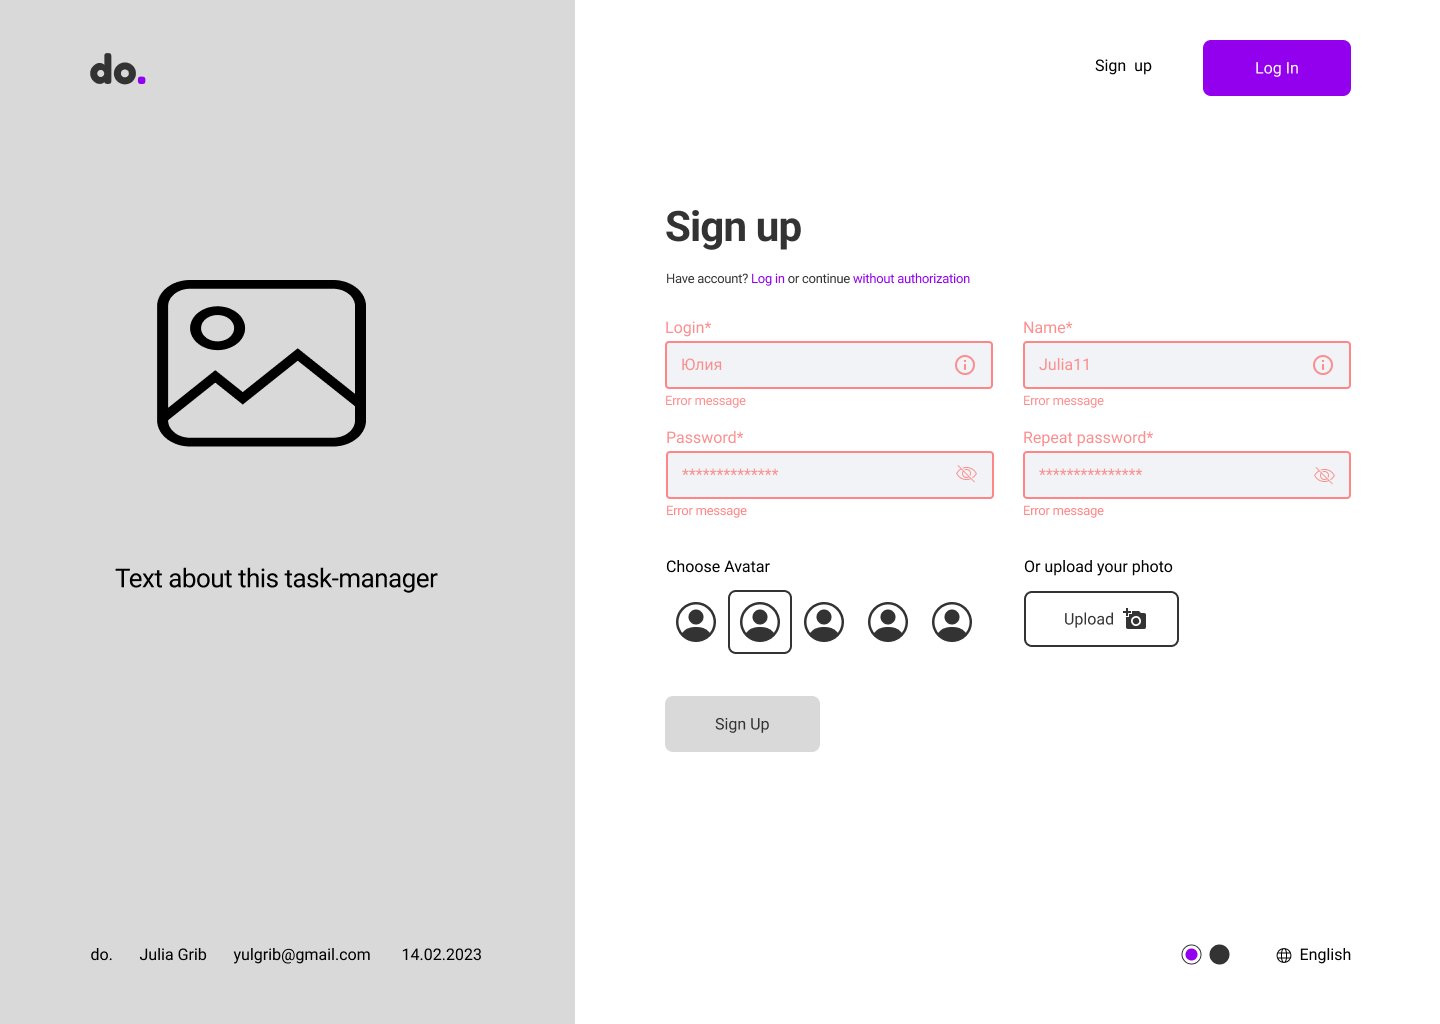 do.
Sign up
Log In
Text about this task-manager
Sign up
Have account? Log in or continue without authorization
Login*
Name*
Юлия
Julia11
Error message
Error message
Password*
Repeat password*
**************
***************
Error message
Error message
Choose Avatar
Or upload your photo
Upload
Sign Up
do. Julia Grib yulgrib@gmail.com 14.02.2023
English